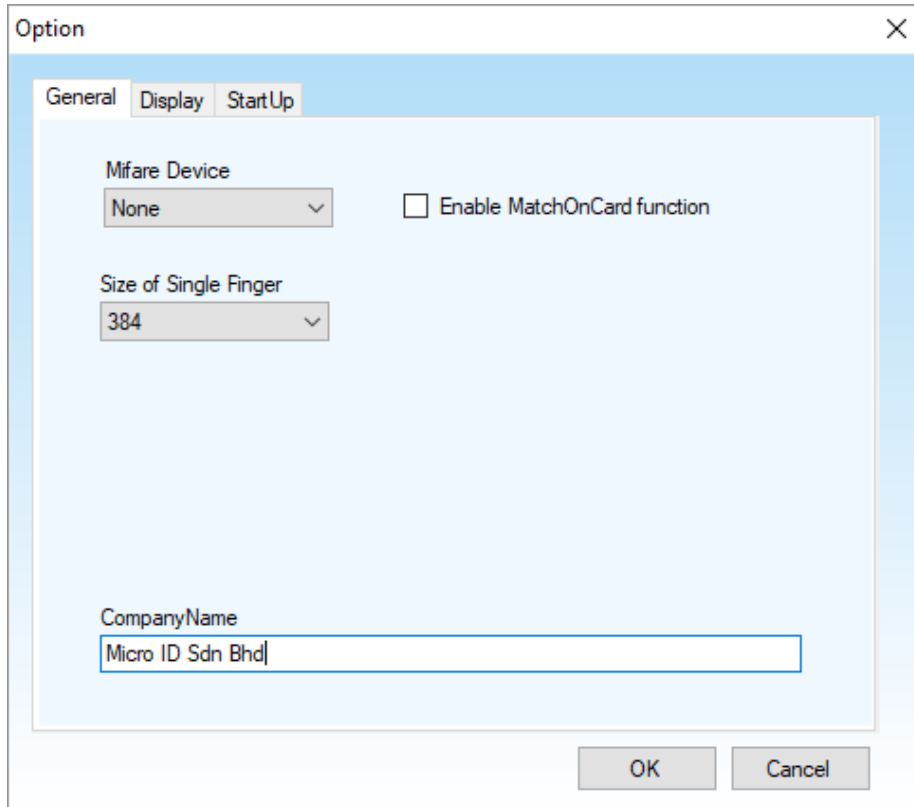 Option
General Display StartUp
Mifare Device
None
Enable MatchOnCard function
Size of Single Finger
384
CompanyName
Micro ID Sdn Bhd
OK Cancel